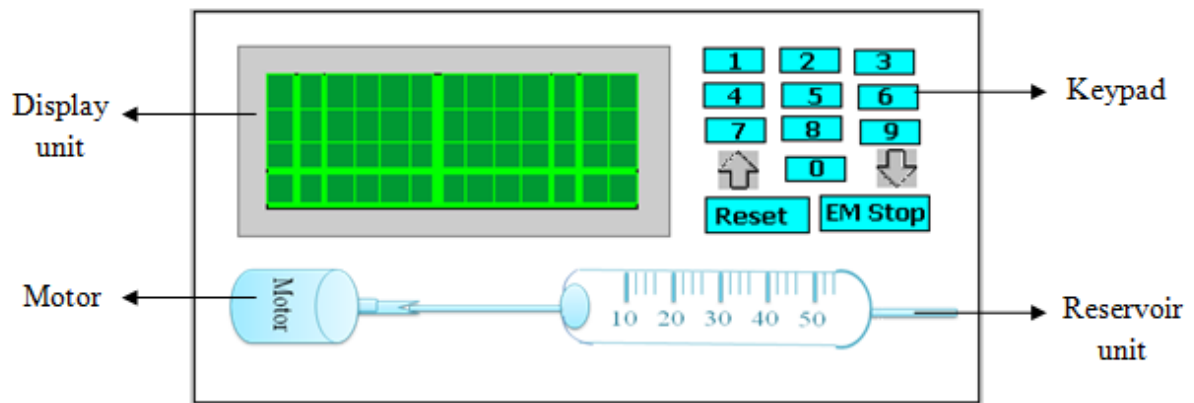 Display
unit
1 2 3
4 5 6
7 8 9
0
Reset EM Stop
Keypad
Motor
Motor
10 20 30 40 50
Reservoir
unit